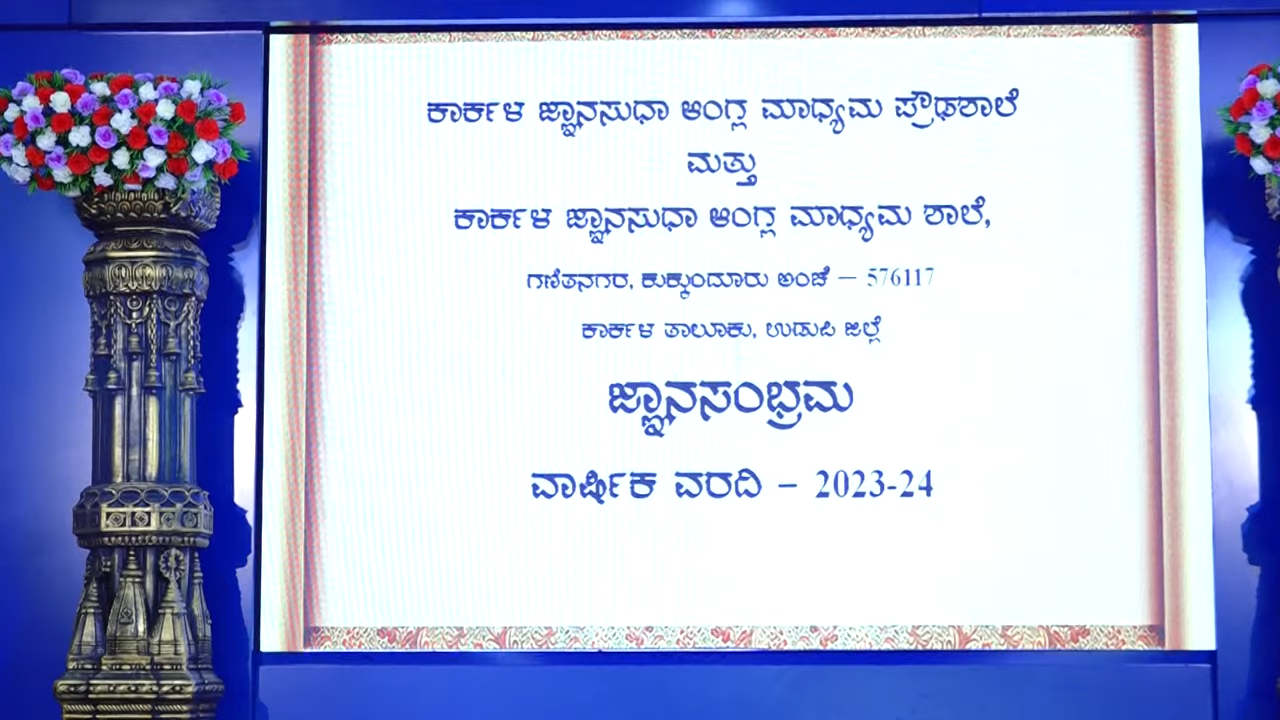 ಕಾರ್ಕಳ ಜ್ಞಾನಸುಧಾ ಆಂಗ್ಲ ಮಾಧ್ಯಮ ಪ್ರೌಢಶಾಲೆ
ಮತ್ತು
ಕಾರ್ಕಳ ಜ್ಞಾನಸುಧಾ ಆಂಗ್ಲ ಮಾಧ್ಯಮ ಶಾಲೆ,
ಗಣಿತನಗರ, ಕುಕ್ಕುಂದೂರು ಅಂಚೆ – 576117
ಕಾರ್ಕಳ ತಾಲೂಕು, ಉಡುಪಿ ಜಿಲ್ಲೆ
ಜ್ಞಾನಸಂಭ್ರಮ
ವಾರ್ಷಿಕ ವರದಿ – 2023-24